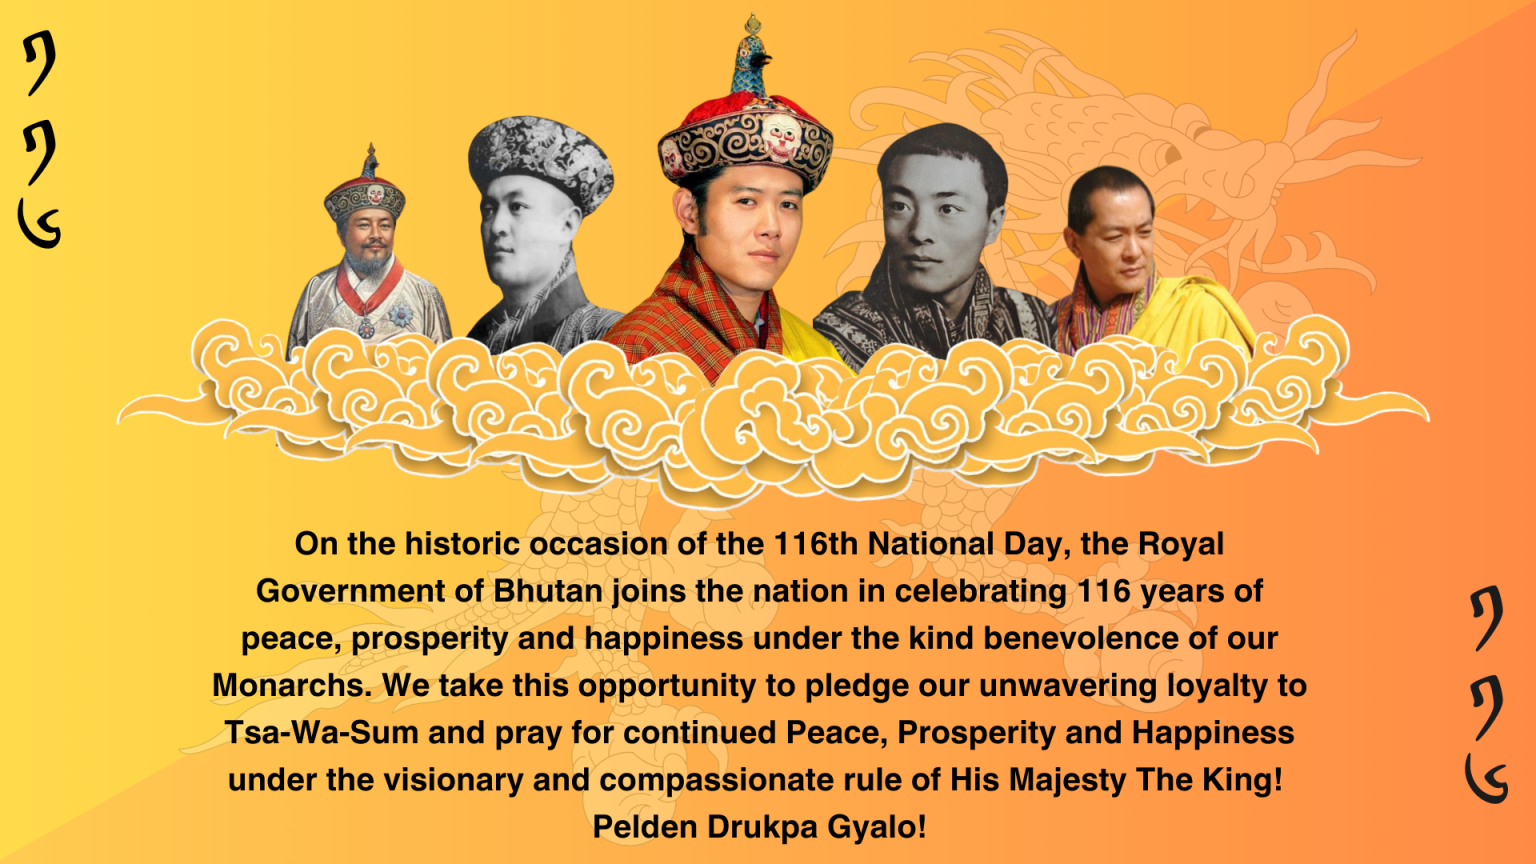 ༡༡༦
On the historic occasion of the 116th National Day, the Royal
Government of Bhutan joins the nation in celebrating 116 years of
peace, prosperity and happiness under the kind benevolence of our
Monarchs. We take this opportunity to pledge our unwavering loyalty to
Tsa-Wa-Sum and pray for continued Peace, Prosperity and Happiness
under the visionary and compassionate rule of His Majesty The King!
Pelden Drukpa Gyalo!
༡༡༦